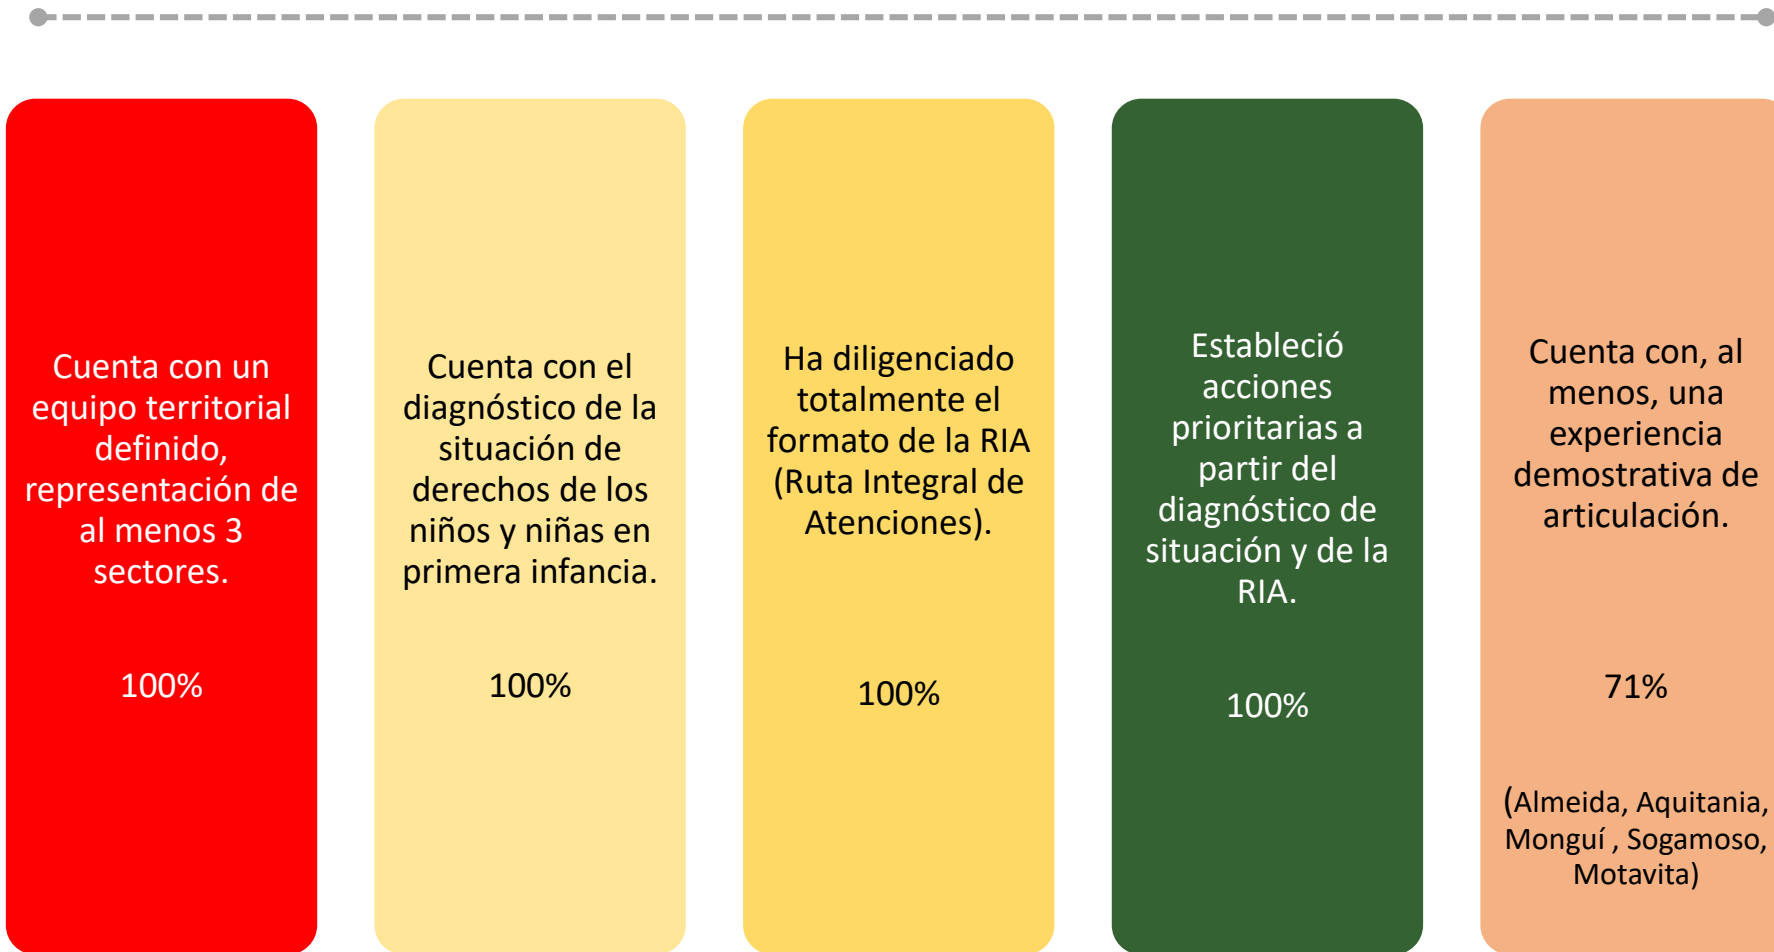 Cuenta con un
equipo territorial
definido,
representación de
al menos 3
sectores.
100%
Cuenta con el
diagnóstico de la
situación de
derechos de los
niños y niñas en
primera infancia.
100%
Ha diligenciado
totalmente el
formato de la RIA
(Ruta Integral de
Atenciones).
100%
Estableció
acciones
prioritarias a
partir del
diagnóstico de
situación y de la
RIA.
100%
Cuenta con, al
menos, una
experiencia
demostrativa de
articulación.
71%
(Almeida, Aquitania,
Monguí , Sogamoso,
Motavita)